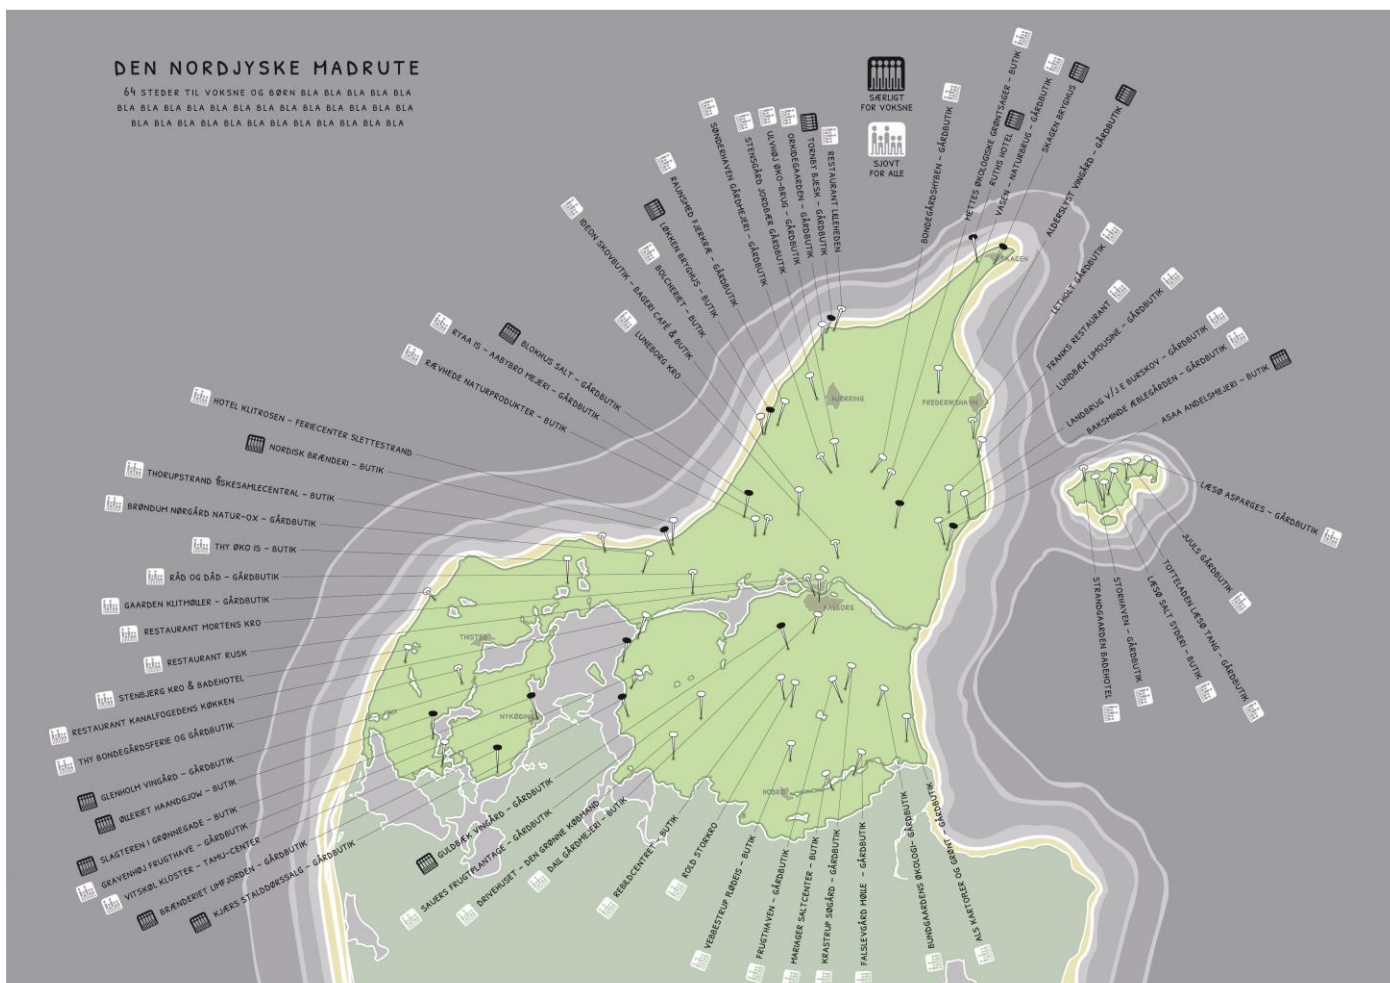 DEN NORDJYSKE MADRUTE
64 STEDER TIL VOKSNE OG BØRN BLA BLA BLA BLA BLA
BLA BLA BLA BLA BLA BLA BLA BLA BLA BLA BLA BLA BLA
BLA BLA BLA BLA BLA BLA BLA BLA BLA BLA BLA BLA
SÆRLIGT
FOR VOKSNE
SJOVT
FOR ALLE
HOTEL KLITROSEN – FERIECENTER SLETTESTRAND
NORDISK BRÆNDERI – BUTIK
THORUPSTRAND FISKESAMLECENTRAL – BUTIK
BRØNDUM NØRGÅRD NATUR-OX – GÅRDBUTIK
THY ØKO IS – BUTIK
RÅD OG DÅD – GÅRDBUTIK
GAARDEN KLITMØLLER – GÅRDBUTIK
RESTAURANT MORTENS KRO
RESTAURANT RUSK
STENBJERG KRO & BADEHOTEL
RESTAURANT KANALFOGEDENS KØKKEN
THY BONDEGÅRDSFERIE OG GÅRDBUTIK
GLENHOLM VINGÅRD – GÅRDBUTIK
ØLLERIET HAANDGJOW – BUTIK
SLAGTEREN I GRØNNEGADE – BUTIK
GRAVENHØJ FRUGTHAVE – GÅRDBUTIK
VITSKØL KLOSTER – TAMU-CENTER
BRÆNDERIET LIMFJORDEN – GÅRDBUTIK
KJÆRS STALDDØRSSALG – GÅRDBUTIK
RÆVHEDE NATURPRODUKTER – BUTIK
RYAA IS – AABYBRO MEJERI – GÅRDBUTIK
BLOKHUS SALT – GÅRDBUTIK
IDEON SKOVBUTIK – BAGERI CAFÉ & BUTIK
LUNEBORG KRO
BOLCHERIET – BUTIK
LØKKEN BRYGHUS – BUTIK
RAUNSMED FJERKRÆ – GÅRDBUTIK
SØNDERHAVEN GÅRDMEJERI – GÅRDBUTIK
STENSGÅRD JORDBÆR GÅRDBUTIK
ULVHØJ ØKO-BRUG – GÅRDBUTIK
ORKIDEGAARDEN – GÅRDBUTIK
TORNBY BJESK – GÅRDBUTIK
RESTAURANT LILLEHEDEN
BONDEGÅRDSHYBEN – GÅRDBUTIK
METTES ØKOLOGISKE GRØNTSAGER – BUTIK
RUTHS HOTEL
VASEN – NATURBRUG – GÅRDBUTIK
SKAGEN BRYGHUS
ALDERSLYST VINGÅRD – GÅRDBUTIK
LETHOLT GÅRDBUTIK
FRANKS RESTAURANT
LUNDBÆK LIMOUSINE – GÅRDBUTIK
LANDBRUG V/J E BURSKOV – GÅRDBUTIK
BAKSMINDE ÆBLEGÅRDEN – GÅRDBUTIK
ASAA ANDELSMEJERI – BUTIK
LÆSØ ASPARGES – GÅRDBUTIK
JUULS GÅRDBUTIK
TOFTELADEN LÆSØ TANG – GÅRDBUTIK
LÆSØ SALT SYDERI – BUTIK
STORHAVEN – GÅRDBUTIK
STRANDGAARDEN BADEHOTEL
SKAGEN
HJØRRING
FREDERIKSHAVN
AALBORG
THISTED
NYKØBING
HOBRO
GULDBÆK VINGÅRD – GÅRDBUTIK
SAUERS FRUGTPLANTAGE – GÅRDBUTIK
DRIVEHUSET – DEN GRØNNE KØBMAND
DALL GÅRDMEJERI – BUTIK
REBILDCENTRET – BUTIK
ROLD STORKRO
VEBBESTRUP FLØDEIS – BUTIK
FRUGTHAVEN – GÅRDBUTIK
MARIAGER SALTCENTER – BUTIK
KRASTRUP SØGÅRD – GÅRDBUTIK
FALSLEVGÅRD MØLLE – GÅRDBUTIK
BUNDGAARDENS ØKOLOGI- GÅRDBUTIK
ALS KARTOFLER OG GRØNT – GÅRDBUTIK